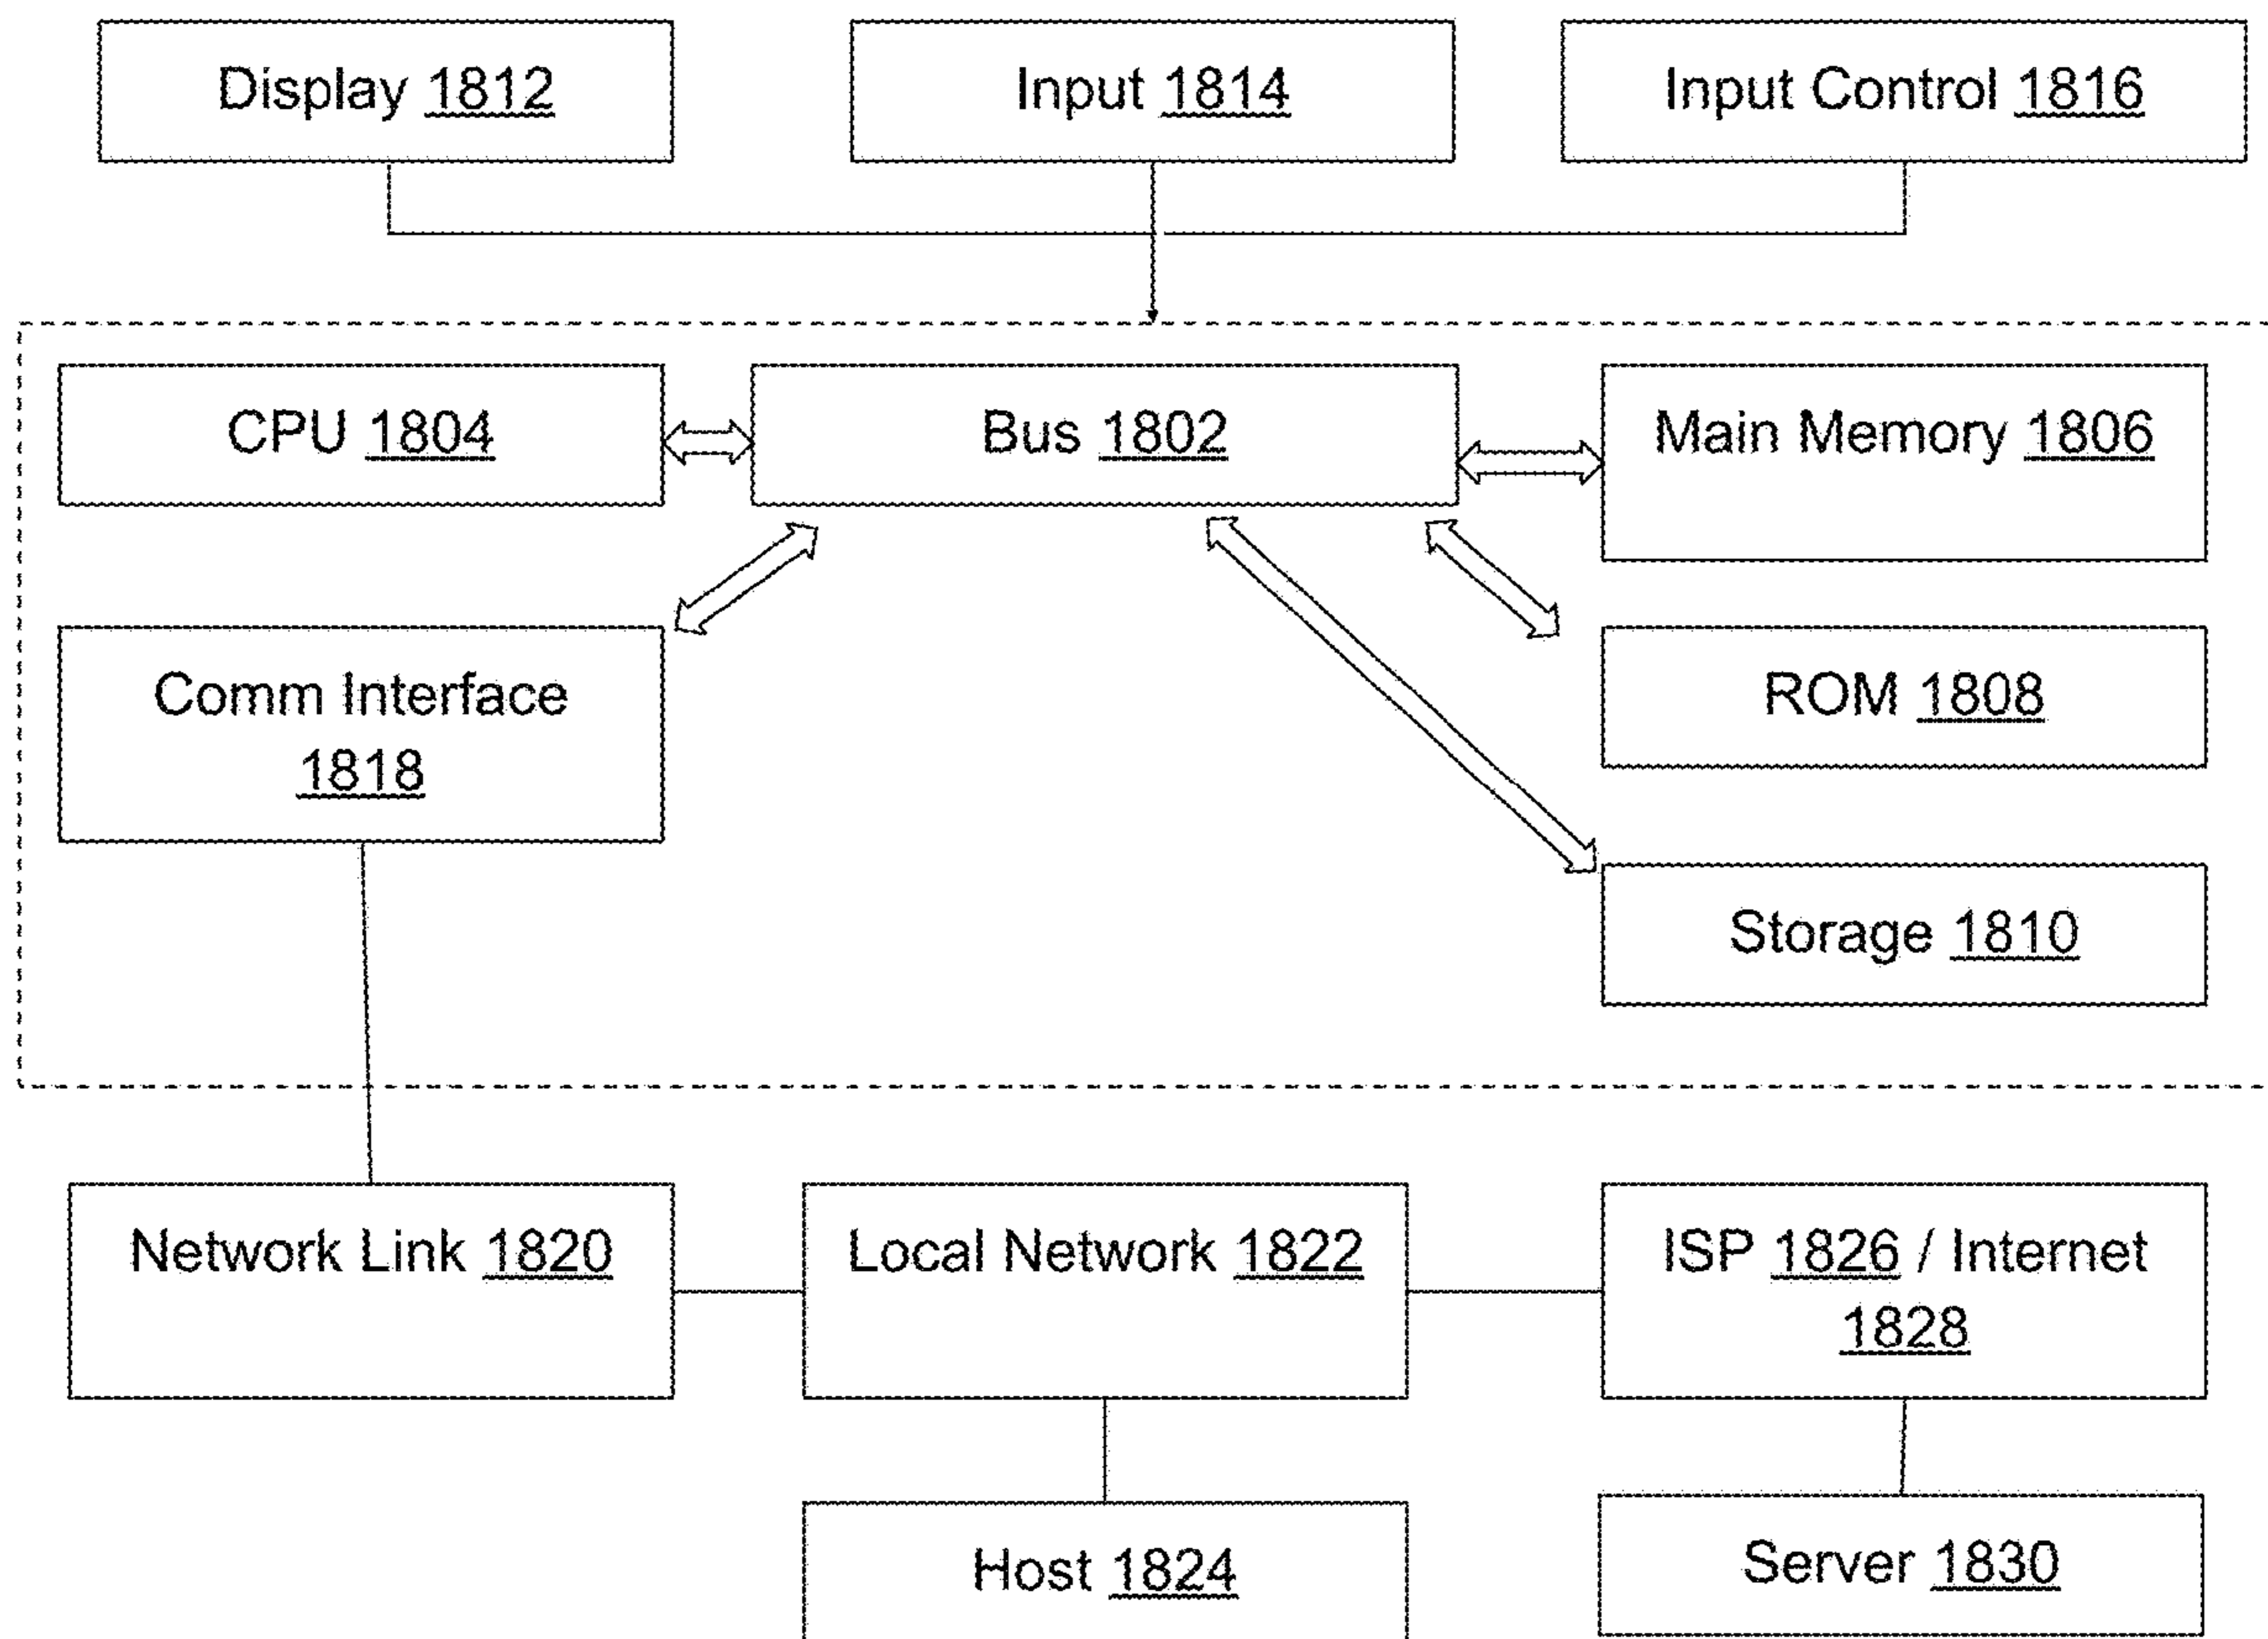 Display 1812
Input 1814
Input Control 1816
CPU 1804
Bus 1802
Main Memory 1806
Comm Interface
1818
ROM 1808
Storage 1810
Network Link 1820
Local Network 1822
ISP 1826 / Internet
1828
Host 1824
Server 1830